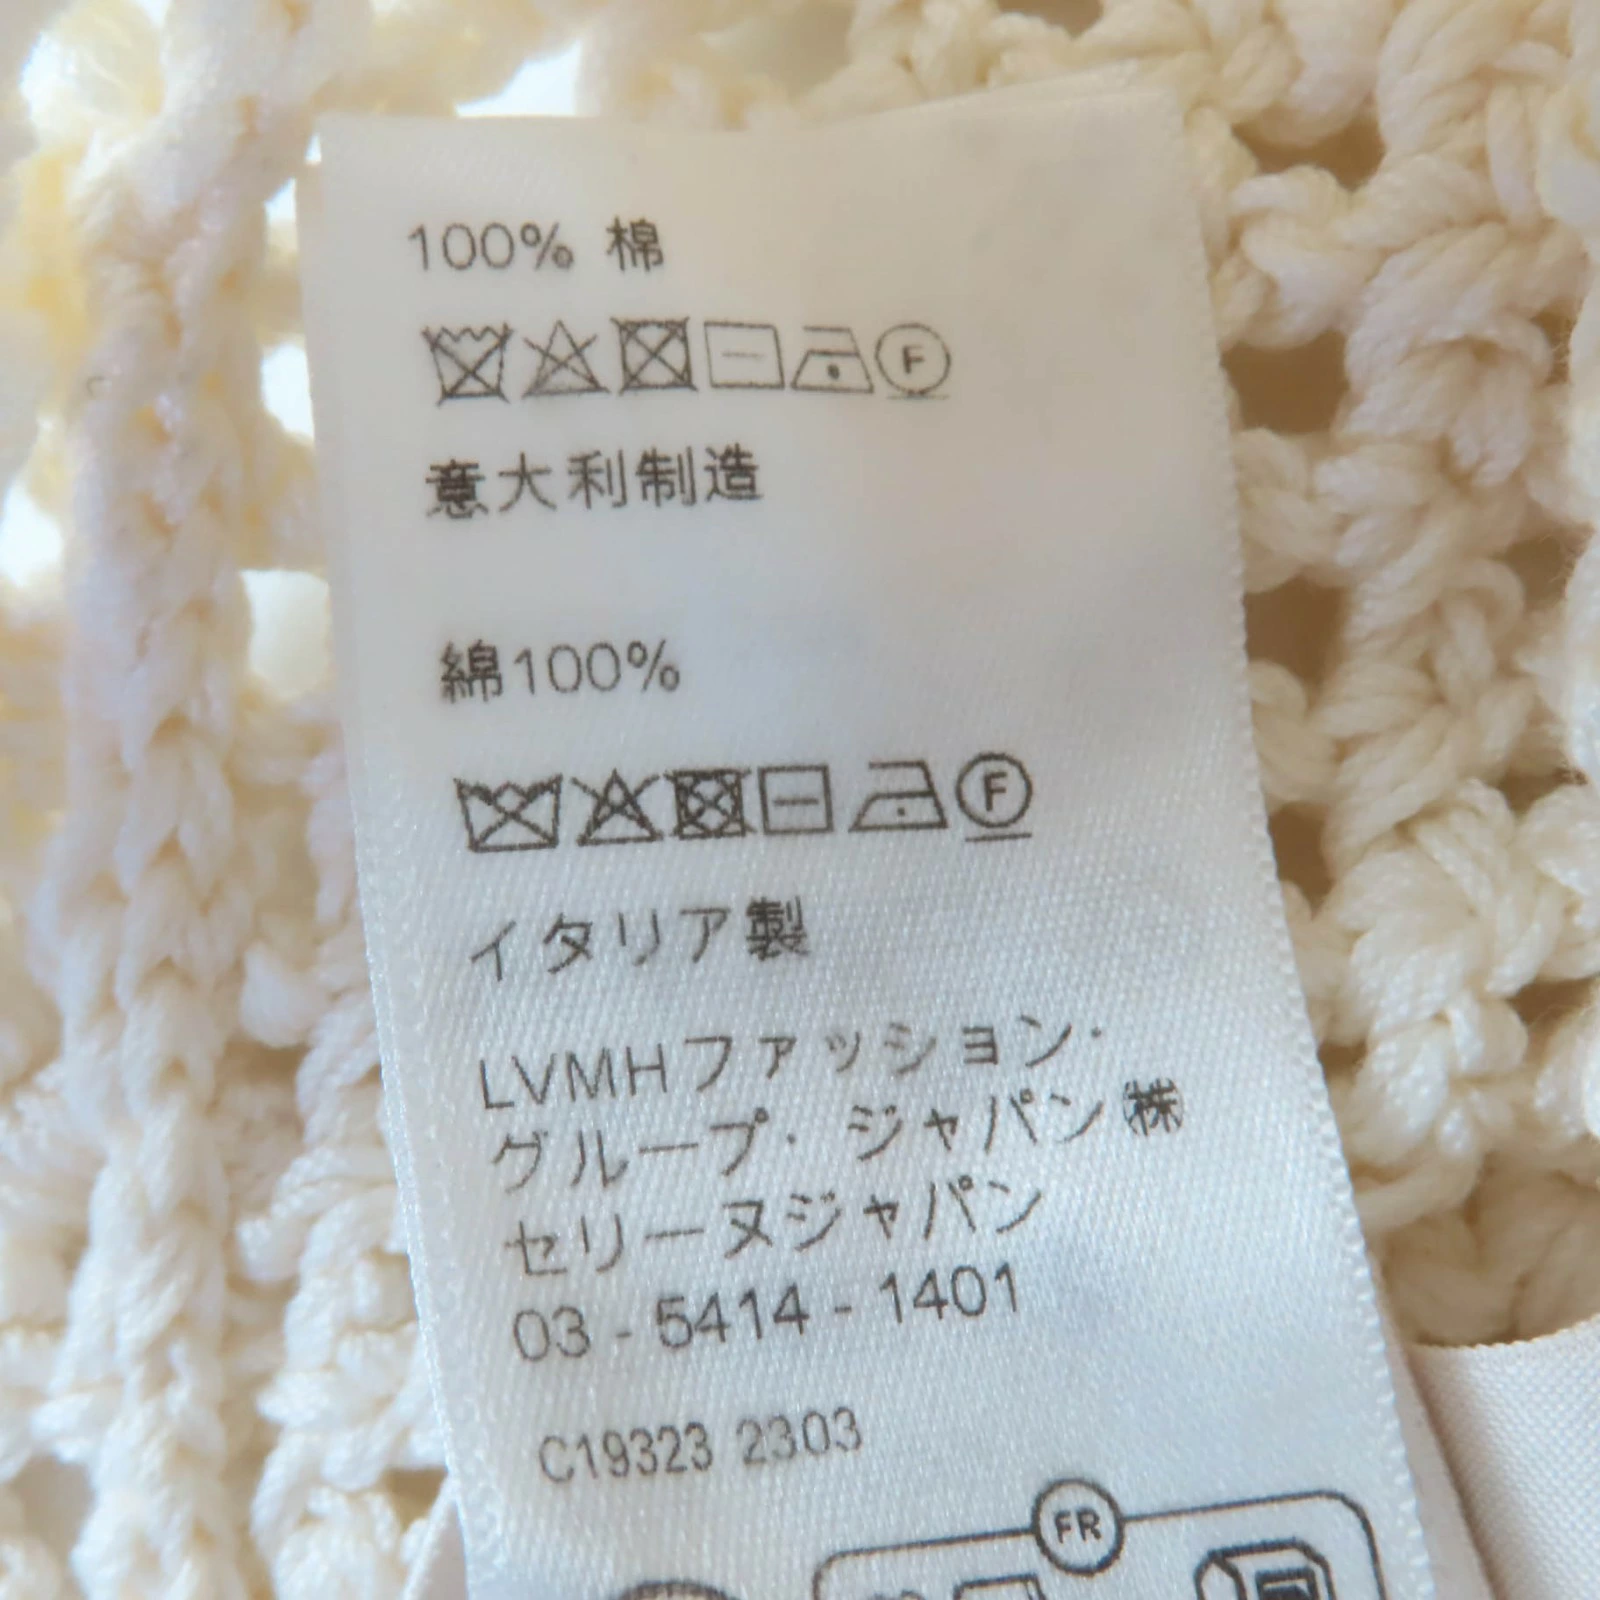 100% 棉
F
意大利制造
綿100%
F
イタリア製
LVMHファッション・
グループ・ジャパン㈱
セリーヌジャパン
03 - 5414 - 1401
C19323 2303
FR